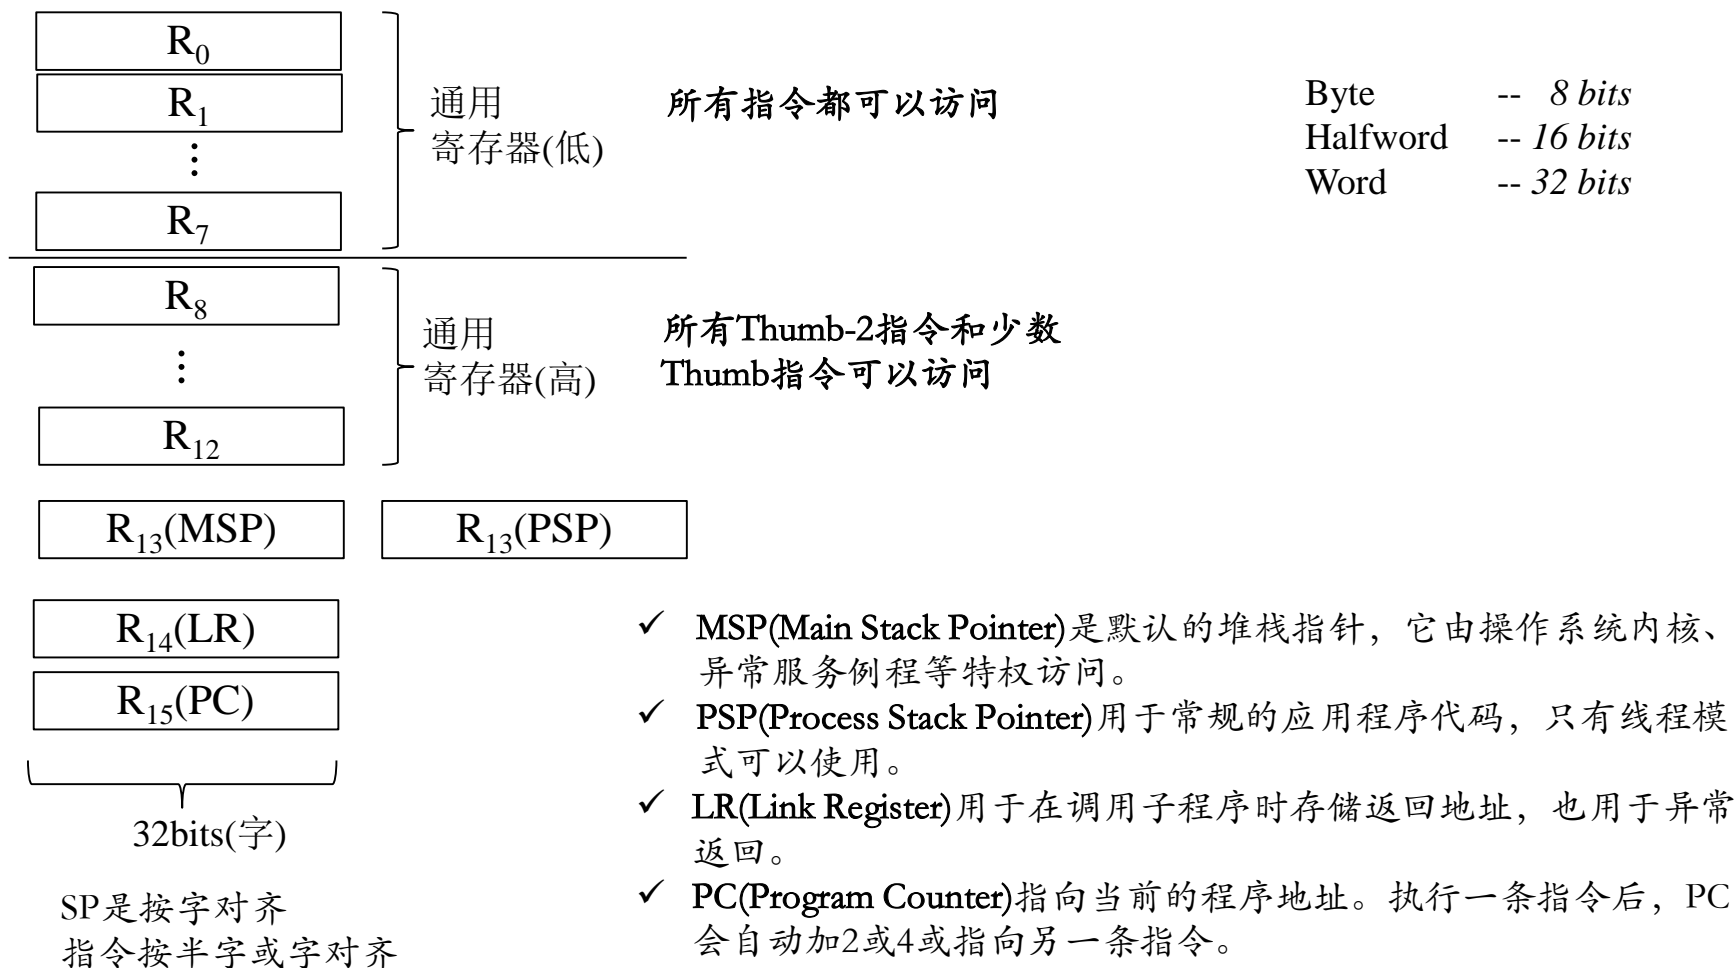 R0
R1
⋮
R7
通用
寄存器(低)
所有指令都可以访问
Byte -- 8 bits
Halfword -- 16 bits
Word -- 32 bits
R8
⋮
R12
通用
寄存器(高)
所有Thumb-2指令和少数
Thumb指令可以访问
R13(MSP)
R13(PSP)
R14(LR)
R15(PC)
32bits(字)
SP是按字对齐
指令按半字或字对齐
✓ MSP(Main Stack Pointer)是默认的堆栈指针，它由操作系统内核、
异常服务例程等特权访问。
✓ PSP(Process Stack Pointer)用于常规的应用程序代码，只有线程模
式可以使用。
✓ LR(Link Register)用于在调用子程序时存储返回地址，也用于异常
返回。
✓ PC(Program Counter)指向当前的程序地址。执行一条指令后，PC
会自动加2或4或指向另一条指令。